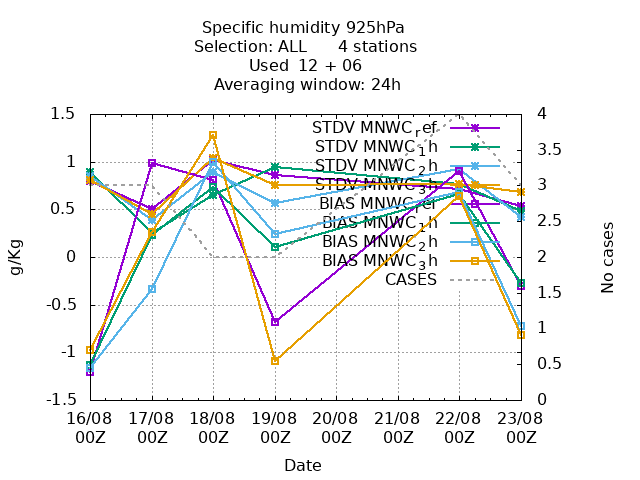 Specific humidity 925hPa
Selection: ALL 4 stations
Used 12 + 06
Averaging window: 24h
1.5
1
0.5
0
-0.5
-1
-1.5
g/Kg
4
3.5
3
2.5
2
1.5
1
0.5
0
No cases
STDV MNWC_ref
STDV MNWC_1h
STDV MNWC_2h
STDV MNWC_3h
BIAS MNWC_ref
BIAS MNWC_1h
BIAS MNWC_2h
BIAS MNWC_3h
CASES
16/08 17/08 18/08 19/08 20/08 21/08 22/08 23/08
00Z 00Z 00Z 00Z 00Z 00Z 00Z 00Z
Date